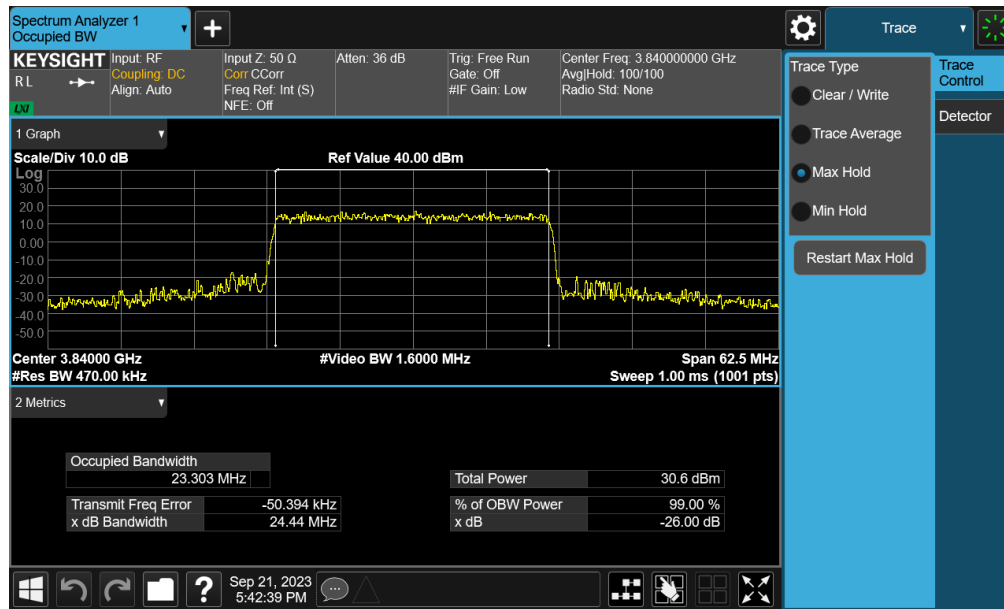 Spectrum Analyzer 1
Occupied BW
+
Trace
KEYSIGHT
R L
LXI
Input: RF
Coupling: DC
Align: Auto
Input Z: 50 Ω
Corr CCorr
Freq Ref: Int (S)
NFE: Off
Atten: 36 dB
Trig: Free Run
Gate: Off
#IF Gain: Low
Center Freq: 3.840000000 GHz
Avg|Hold: 100/100
Radio Std: None
Trace Type
Clear / Write
Trace Average
Max Hold
Min Hold
Restart Max Hold
Trace
Control
Detector
1 Graph
Scale/Div 10.0 dB
Ref Value 40.00 dBm
Log
30.0
20.0
10.0
0.00
-10.0
-20.0
-30.0
-40.0
-50.0
Center 3.84000 GHz
#Video BW 1.6000 MHz
Span 62.5 MHz
#Res BW 470.00 kHz
Sweep 1.00 ms (1001 pts)
2 Metrics
Occupied Bandwidth
23.303 MHz
Total Power 30.6 dBm
Transmit Freq Error -50.394 kHz
% of OBW Power 99.00 %
x dB Bandwidth 24.44 MHz
x dB -26.00 dB
?
Sep 21, 2023
5:42:39 PM